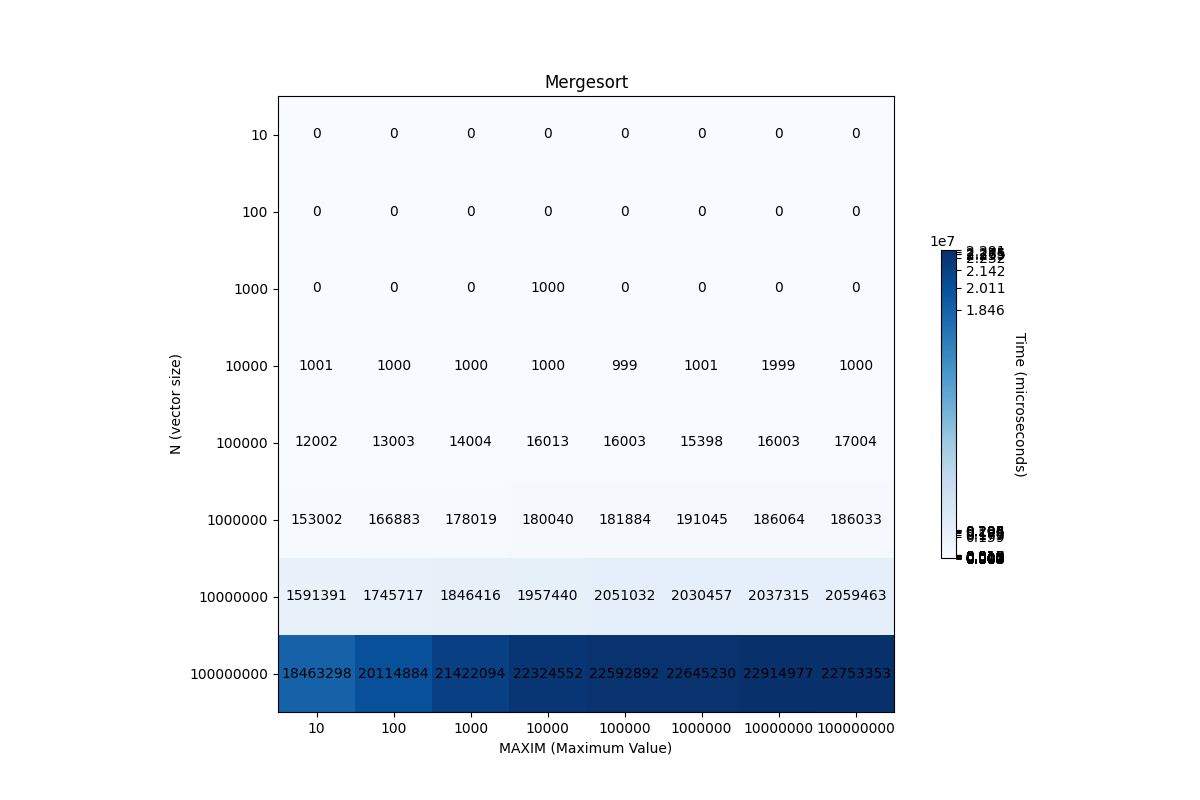 Mergesort
10 0 0 0 0 0 0 0 0
100 0 0 0 0 0 0 0 0
1000 0 0 0 1000 0 0 0 0
10000 1001 1000 1000 1000 999 1001 1999 1000
100000 12002 13003 14004 16013 16003 15398 16003 17004
1000000 153002 166883 178019 180040 181884 191045 186064 186033
10000000 1591391 1745717 1846416 1957440 2051032 2030457 2037315 2059463
100000000 18463298 20114884 21422094 22324552 22592892 22645230 22914977 22753353
10 100 1000 10000 100000 1000000 10000000 100000000
MAXIM (Maximum Value)
N (vector size)
1e7
2.142
2.011
1.846
Time (microseconds)